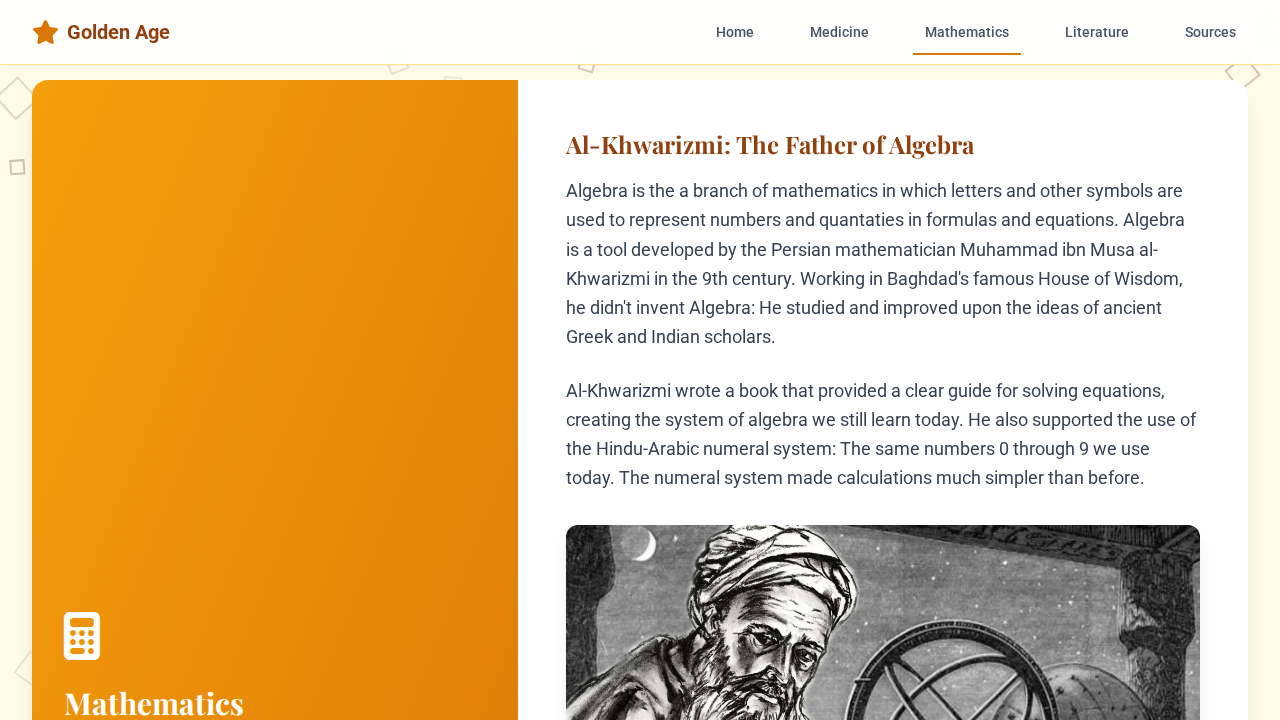 Golden Age
Home
Medicine
Mathematics
Literature
Sources
Mathematics
Al-Khwarizmi: The Father of Algebra
Algebra is the a branch of mathematics in which letters and other symbols are
used to represent numbers and quantaties in formulas and equations. Algebra
is a tool developed by the Persian mathematician Muhammad ibn Musa al-
Khwarizmi in the 9th century. Working in Baghdad's famous House of Wisdom,
he didn't invent Algebra: He studied and improved upon the ideas of ancient
Greek and Indian scholars.
Al-Khwarizmi wrote a book that provided a clear guide for solving equations,
creating the system of algebra we still learn today. He also supported the use of
the Hindu-Arabic numeral system: The same numbers 0 through 9 we use
today. The numeral system made calculations much simpler than before.